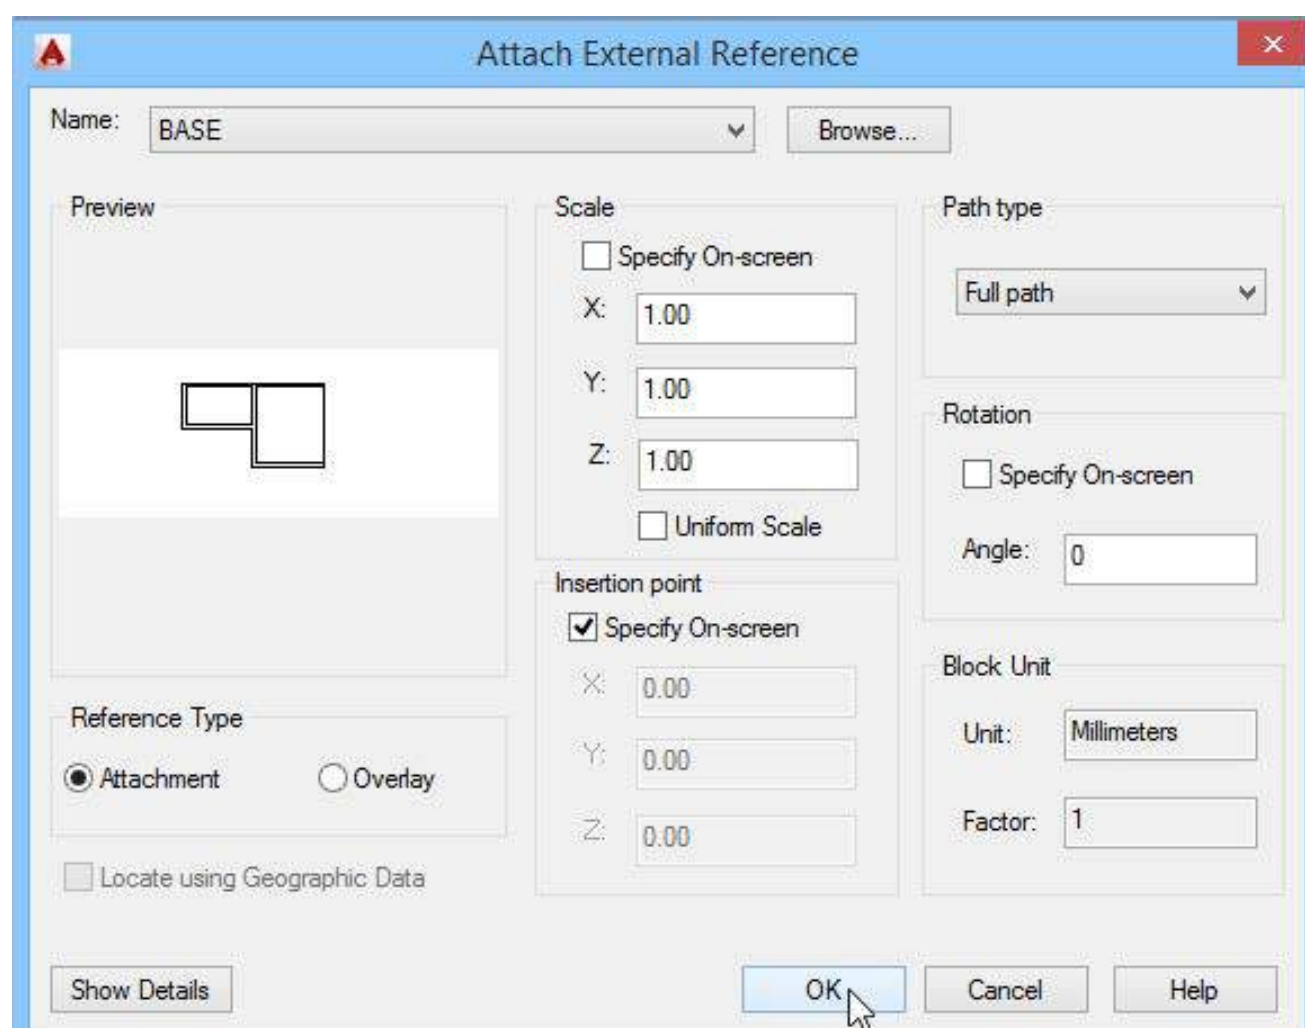 Attach External Reference
Name: BASE Browse...
Preview
Scale
Specify On-screen
X: 1.00
Y: 1.00
Z: 1.00
Uniform Scale
Path type
Full path
Rotation
Specify On-screen
Angle: 0
Insertion point
Specify On-screen
X: 0.00
Y: 0.00
Z: 0.00
Block Unit
Unit: Millimeters
Factor: 1
Reference Type
Attachment Overlay
Locate using Geographic Data
Show Details OK Cancel Help